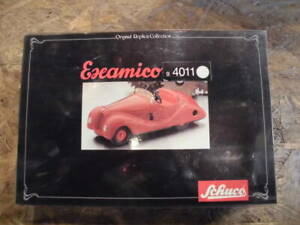 Original Replica Collection
Examico 4011
Schuco